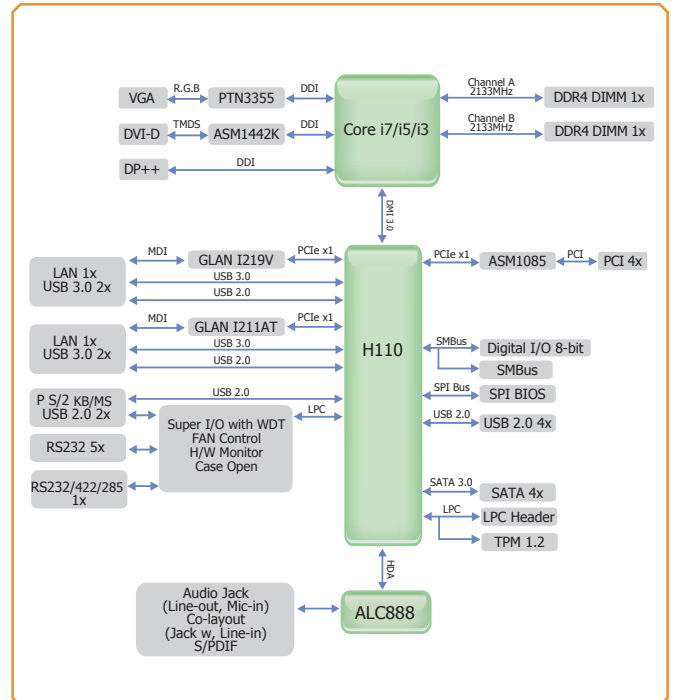 R.G.B
DDI
VGA
PTN3355
TMDS
DDI
DVI-D
ASM1442K
DDI
DP++
Core i7/i5/i3
Channel A
2133MHz
DDR4 DIMM 1x
Channel B
2133MHz
DDR4 DIMM 1x
DMI 3.0
MDI
GLAN I219V
PCIe x1
LAN 1x
USB 3.0 2x
USB 3.0
USB 2.0
MDI
GLAN I211AT
PCIe x1
LAN 1x
USB 3.0 2x
USB 3.0
USB 2.0
P S/2 KB/MS
USB 2.0 2x
USB 2.0
LPC
Super I/O with WDT
FAN Control
H/W Monitor
Case Open
RS232 5x
RS232/422/285
1x
H110
PCIe x1
ASM1085
PCI
PCI 4x
SMBus
Digital I/O 8-bit
SMBus
SPI Bus
SPI BIOS
USB 2.0
USB 2.0 4x
SATA 3.0
SATA 4x
LPC
LPC Header
TPM 1.2
HDA
Audio Jack
(Line-out, Mic-in)
Co-layout
(Jack w, Line-in)
S/PDIF
ALC888